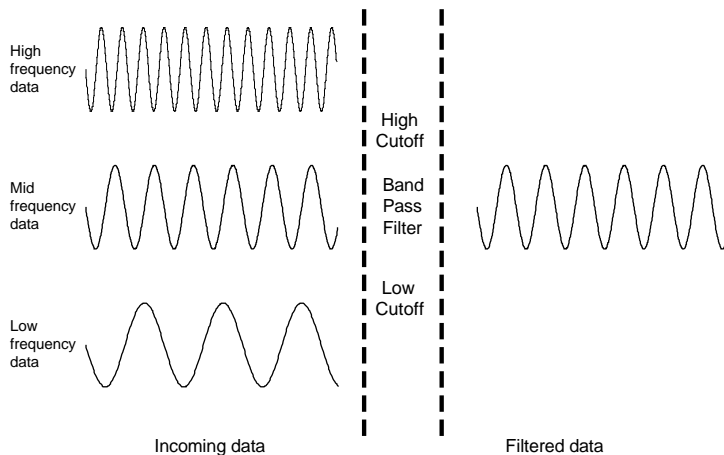 High
frequency
data
High
Cutoff
Mid
frequency
data
Band
Pass
Filter
Low
Cutoff
Low
frequency
data
Incoming data
Filtered data